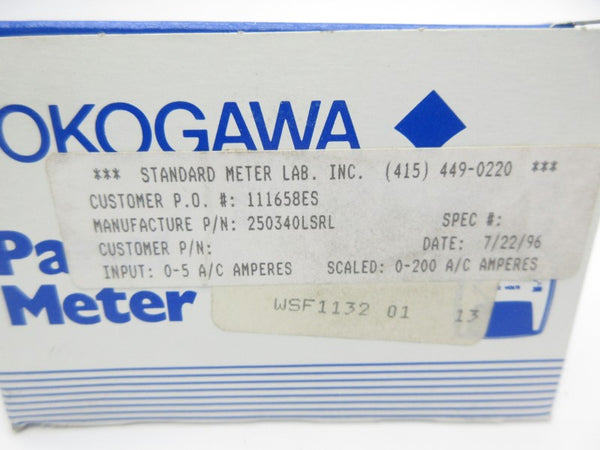 OKOGAWA
*** STANDARD METER LAB. INC. (415) 449-0220 ***
CUSTOMER P.O. #: 111658ES
MANUFACTURE P/N: 250340LSRL SPEC #:
CUSTOMER P/N: DATE: 7/22/96
INPUT: 0-5 A/C AMPERES SCALED: 0-200 A/C AMPERES
Pa
Meter
WSF1132 01 13